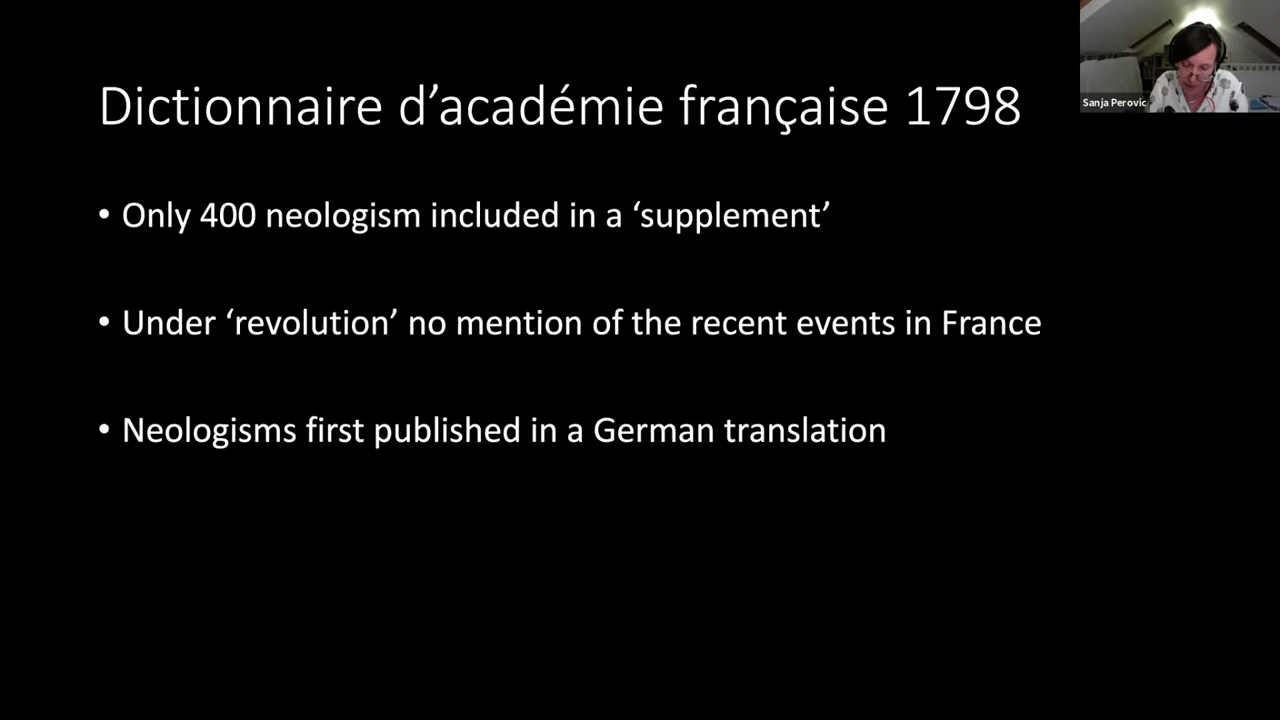 Dictionnaire d’académie française 1798
Sanja Perovic
• Only 400 neologism included in a ‘supplement’
• Under ‘revolution’ no mention of the recent events in France
• Neologisms first published in a German translation